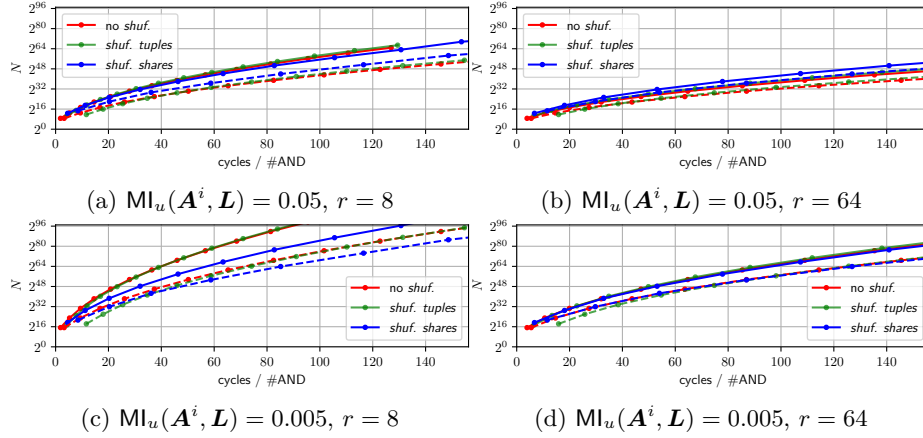 2^96 2^96
2^80 2^80
2^64 2^64
N 2^48 N 2^48
2^32 2^32
2^16 2^16
2^0 2^0
no shuf. no shuf.
shuf. tuples shuf. tuples
shuf. shares shuf. shares
0 20 40 60 80 100 120 140 0 20 40 60 80 100 120 140
cycles / #AND cycles / #AND
(a) MI_u(A^i, L) = 0.05, r = 8 (b) MI_u(A^i, L) = 0.05, r = 64
2^96 2^96
2^80 2^80
2^64 2^64
N 2^48 N 2^48
2^32 2^32
2^16 2^16
2^0 2^0
no shuf. no shuf.
shuf. tuples shuf. tuples
shuf. shares shuf. shares
0 20 40 60 80 100 120 140 0 20 40 60 80 100 120 140
cycles / #AND cycles / #AND
(c) MI_u(A^i, L) = 0.005, r = 8 (d) MI_u(A^i, L) = 0.005, r = 64